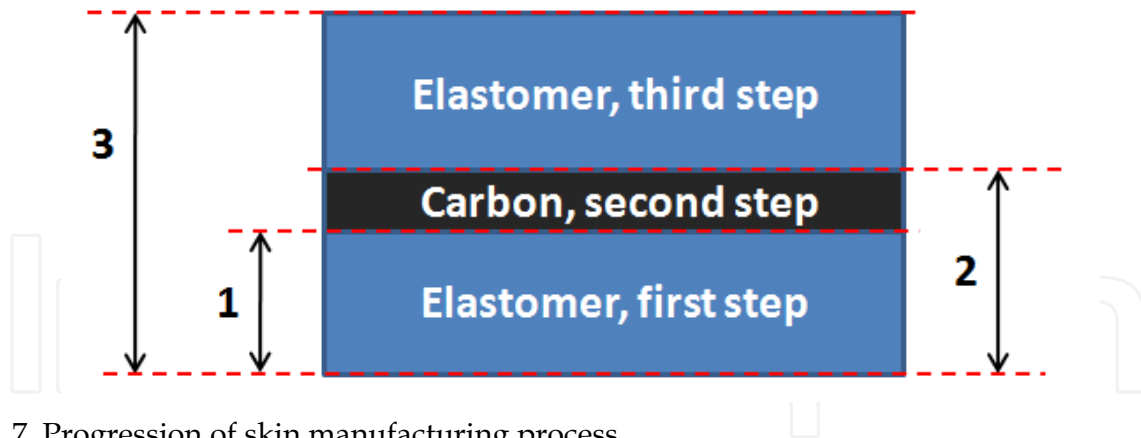 Elastomer, third step
3
Carbon, second step
2
1
Elastomer, first step
7. Progression of skin manufacturing process